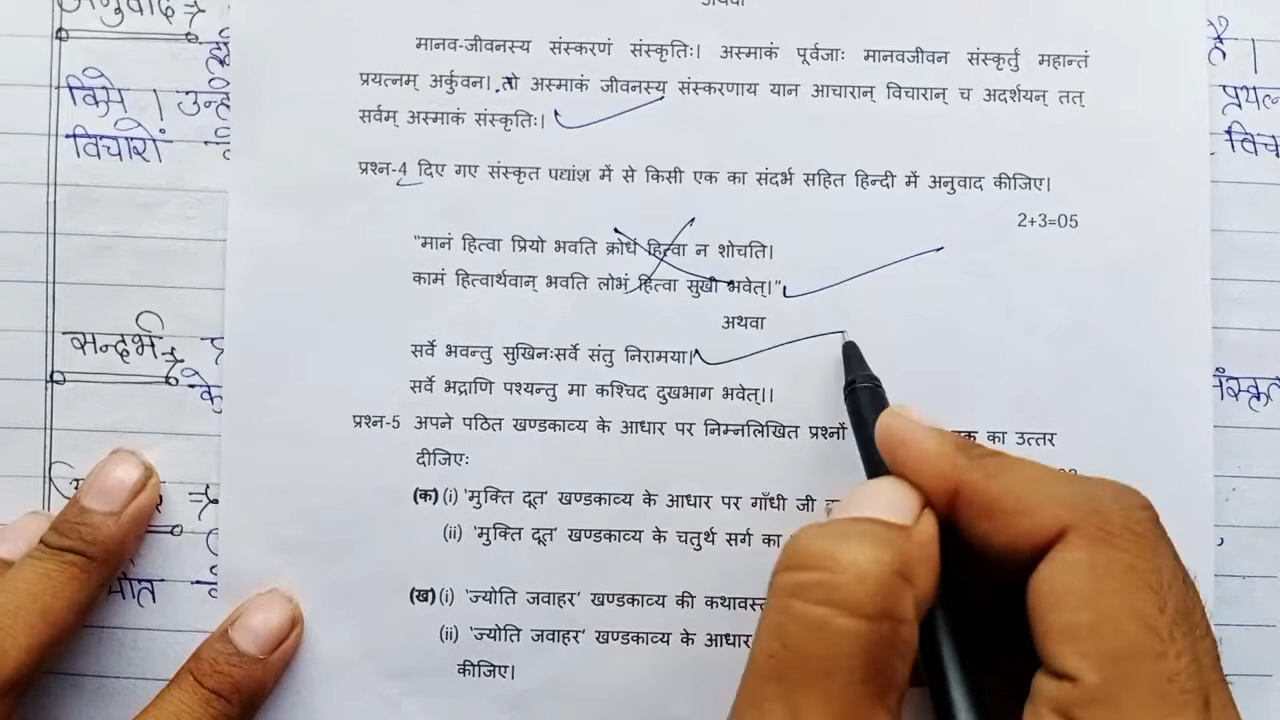 अनुवाद →
अथवा
मानव-जीवनस्य संस्करणं संस्कृतिः। अस्माकं पूर्वजाः मानवजीवन संस्कृर्तुं महान्तं
है।
प्रयत्नम् अर्कुवन। तो अस्माकं जीवनस्य संस्करणाय यान आचारान् विचारान् च अदर्शयन् तत्
किये। उन्ह
सर्वम् अस्माकं संस्कृतिः।
विचारों
प्रश्न-4 दिए गए संस्कृत पद्यांश में से किसी एक का संदर्भ सहित हिन्दी में अनुवाद कीजिए।
2+3=05
"मानं हित्वा प्रियो भवति क्रोधं हित्वा न शोचति।
कामं हित्वार्थवान् भवति लोभं हित्वा सुखी भवेत्।"
अथवा
सन्दर्भ →
सर्वे भवन्तु सुखिनःसर्वे संतु निरामया।
सर्वे भद्राणि पश्यन्तु मा कश्चिद दुखभाग भवेत्।।
के
प्रश्न-5 अपने पठित खण्डकाव्य के आधार पर निम्नलिखित प्रश्नों का उत्तर
दीजिएः
(क) (i) 'मुक्ति दूत' खण्डकाव्य के आधार पर गाँधी जी
(ii) 'मुक्ति दूत' खण्डकाव्य के चतुर्थ सर्ग का
(ख) (i) 'ज्योति जवाहर' खण्डकाव्य की कथावस्त
(ii) 'ज्योति जवाहर' खण्डकाव्य के आधार
कीजिए।